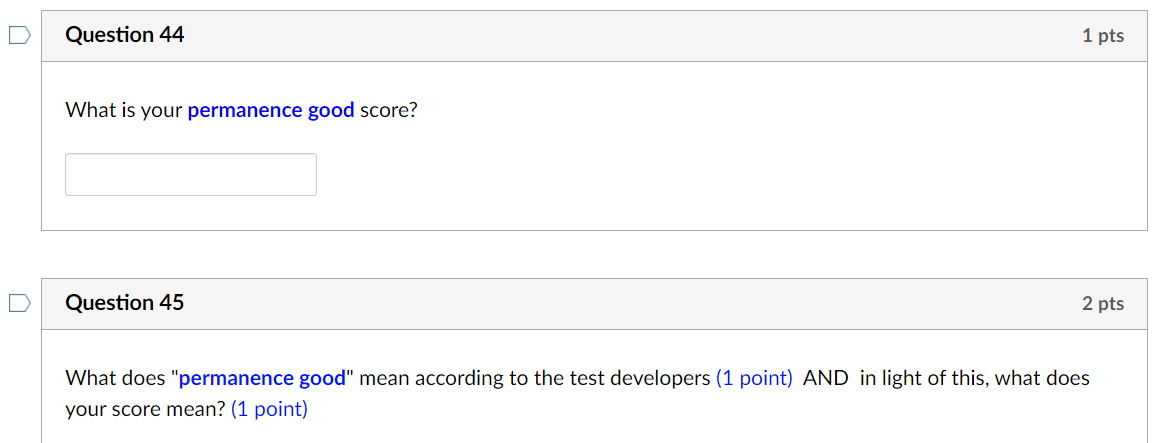 Question 44
1 pts
What is your permanence good score?
Question 45
2 pts
What does "permanence good" mean according to the test developers (1 point)  AND  in light of this, what does
your score mean? (1 point)